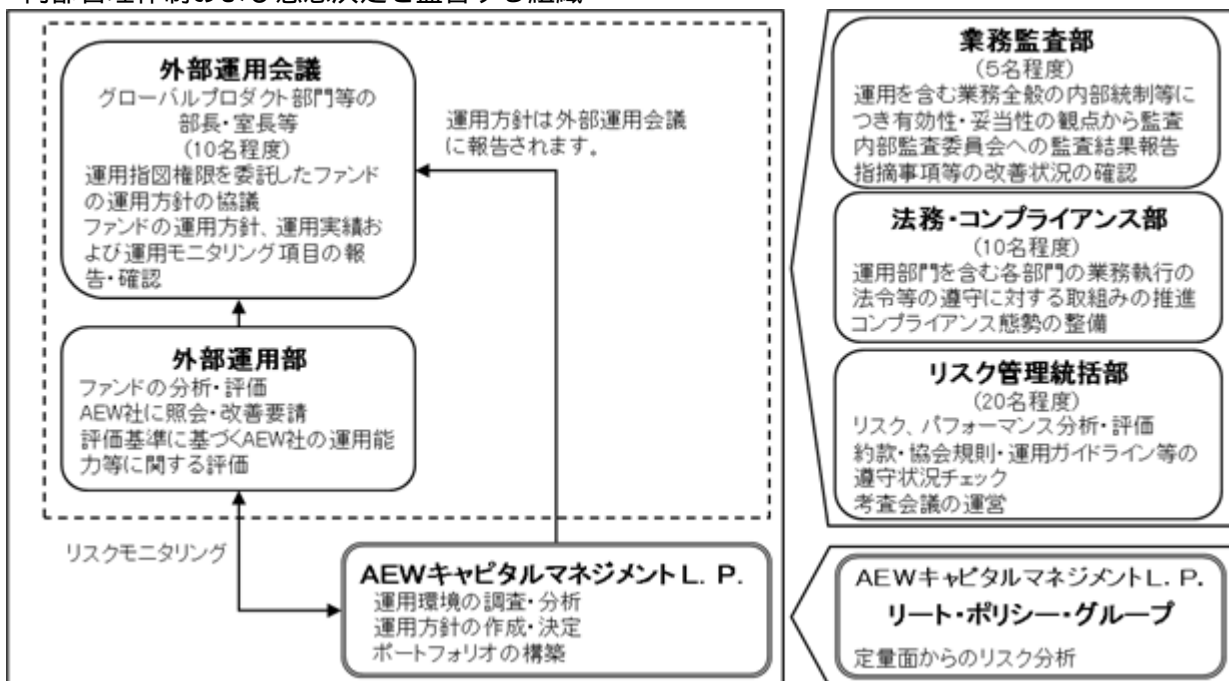 内部管理体制および意思決定を監督する組織
外部運用会議
グローバルプロダクト部門等の
部長・室長等
(10名程度)
運用指図権限を委託したファンド
の運用方針の協議
ファンドの運用方針、運用実績お
よび運用モニタリング項目の報
告・確認
運用方針は外部運用会議
に報告されます。
外部運用部
ファンドの分析・評価
AEW社に照会・改善要請
評価基準に基づくAEW社の運用能
力等に関する評価
リスクモニタリング
AEWキャピタルマネジメントL. P.
運用環境の調査・分析
運用方針の作成・決定
ポートフォリオの構築
業務監査部
(5名程度)
運用を含む業務全般の内部統制等に
つき有効性・妥当性の観点から監査
内部監査委員会への監査結果報告
指摘事項等の改善状況の確認
法務・コンプライアンス部
(10名程度)
運用部門を含む各部門の業務執行の
法令等の遵守に対する取組みの推進
コンプライアンス態勢の整備
リスク管理統括部
(20名程度)
リスク、パフォーマンス分析・評価
約款・協会規則・運用ガイドライン等の
遵守状況チェック
考査会議の運営
AEWキャピタルマネジメントL. P.
リート・ポリシー・グループ
定量面からのリスク分析